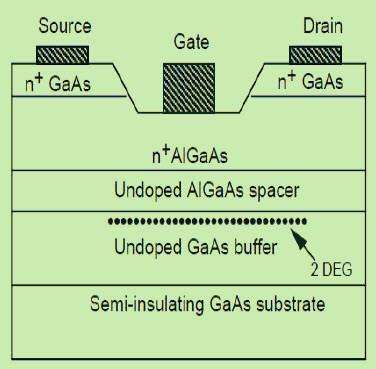 Source
Gate
Drain
n+ GaAs
n+ GaAs
n+AlGaAs
Undoped AlGaAs spacer
Undoped GaAs buffer
2 DEG
Semi-insulating GaAs substrate